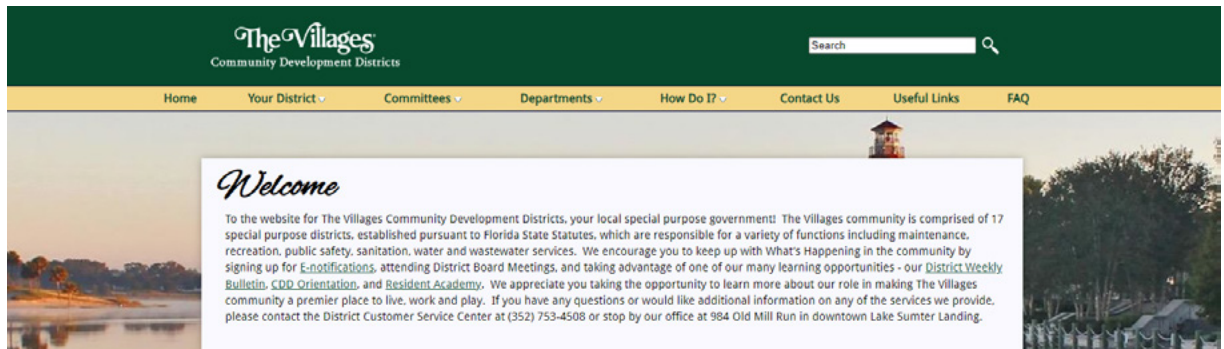 The Villages
Community Development Districts
Search
Home Your District Committees Departments How Do I? Contact Us Useful Links FAQ
Welcome
To the website for The Villages Community Development Districts, your local special purpose government! The Villages community is comprised of 17
special purpose districts, established pursuant to Florida State Statutes, which are responsible for a variety of functions including maintenance,
recreation, public safety, sanitation, water and wastewater services. We encourage you to keep up with What's Happening in the community by
signing up for E-notifications, attending District Board Meetings, and taking advantage of one of our many learning opportunities - our District Weekly
Bulletin, CDD Orientation, and Resident Academy. We appreciate you taking the opportunity to learn more about our role in making The Villages
community a premier place to live, work and play. If you have any questions or would like additional information on any of the services we provide,
please contact the District Customer Service Center at (352) 753-4508 or stop by our office at 984 Old Mill Run in downtown Lake Sumter Landing.